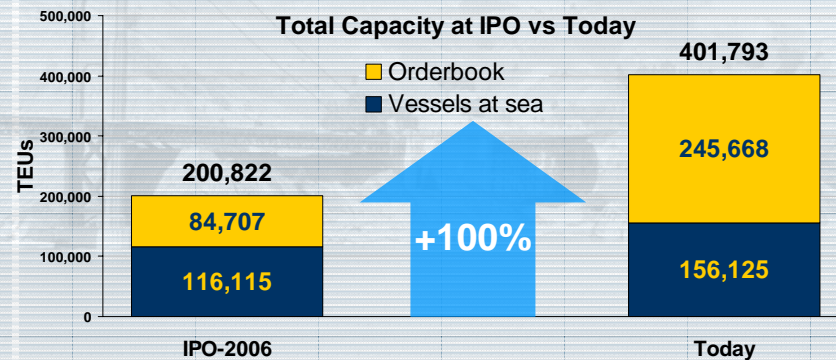 Total Capacity at IPO vs Today
TEUs
500,000
400,000
300,000
200,000
100,000
0
Orderbook
Vessels at sea
200,822
84,707
116,115
+100%
401,793
245,668
156,125
IPO-2006
Today